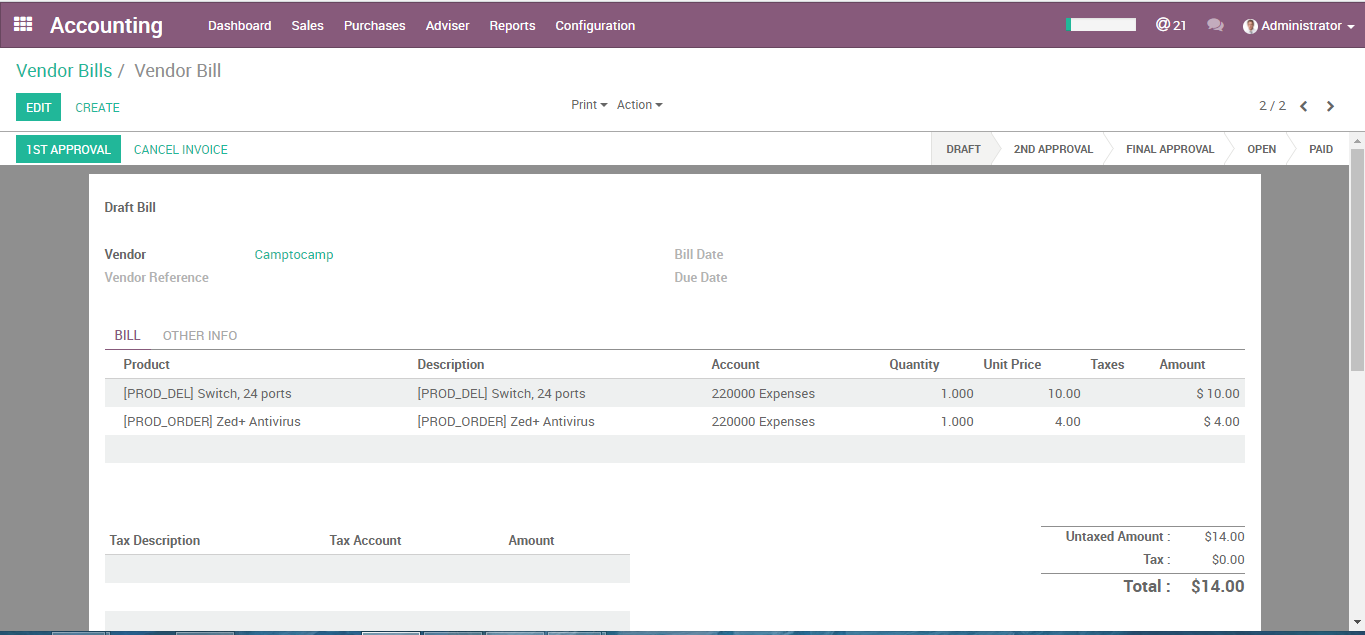 Accounting Dashboard Sales Purchases Adviser Reports Configuration @ 21 Administrator
Vendor Bills / Vendor Bill
EDIT CREATE Print Action 2 / 2
1ST APPROVAL CANCEL INVOICE DRAFT 2ND APPROVAL FINAL APPROVAL OPEN PAID
Draft Bill
Vendor Camptocamp Bill Date
Vendor Reference Due Date
BILL OTHER INFO
Product Description Account Quantity Unit Price Taxes Amount
[PROD_DEL] Switch, 24 ports [PROD_DEL] Switch, 24 ports 220000 Expenses 1.000 10.00 $ 10.00
[PROD_ORDER] Zed+ Antivirus [PROD_ORDER] Zed+ Antivirus 220000 Expenses 1.000 4.00 $ 4.00
Untaxed Amount : $14.00
Tax Description Tax Account Amount
Tax : $0.00
Total : $14.00